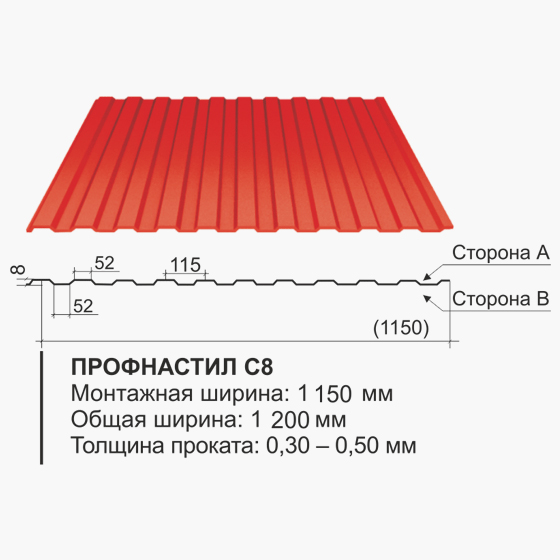 Сторона А
52
115
8
52
Сторона В
(1150)
ПРОФНАСТИЛ С8
Монтажная ширина: 1 150 мм
Общая ширина: 1 200 мм
Толщина проката: 0,30 – 0,50 мм